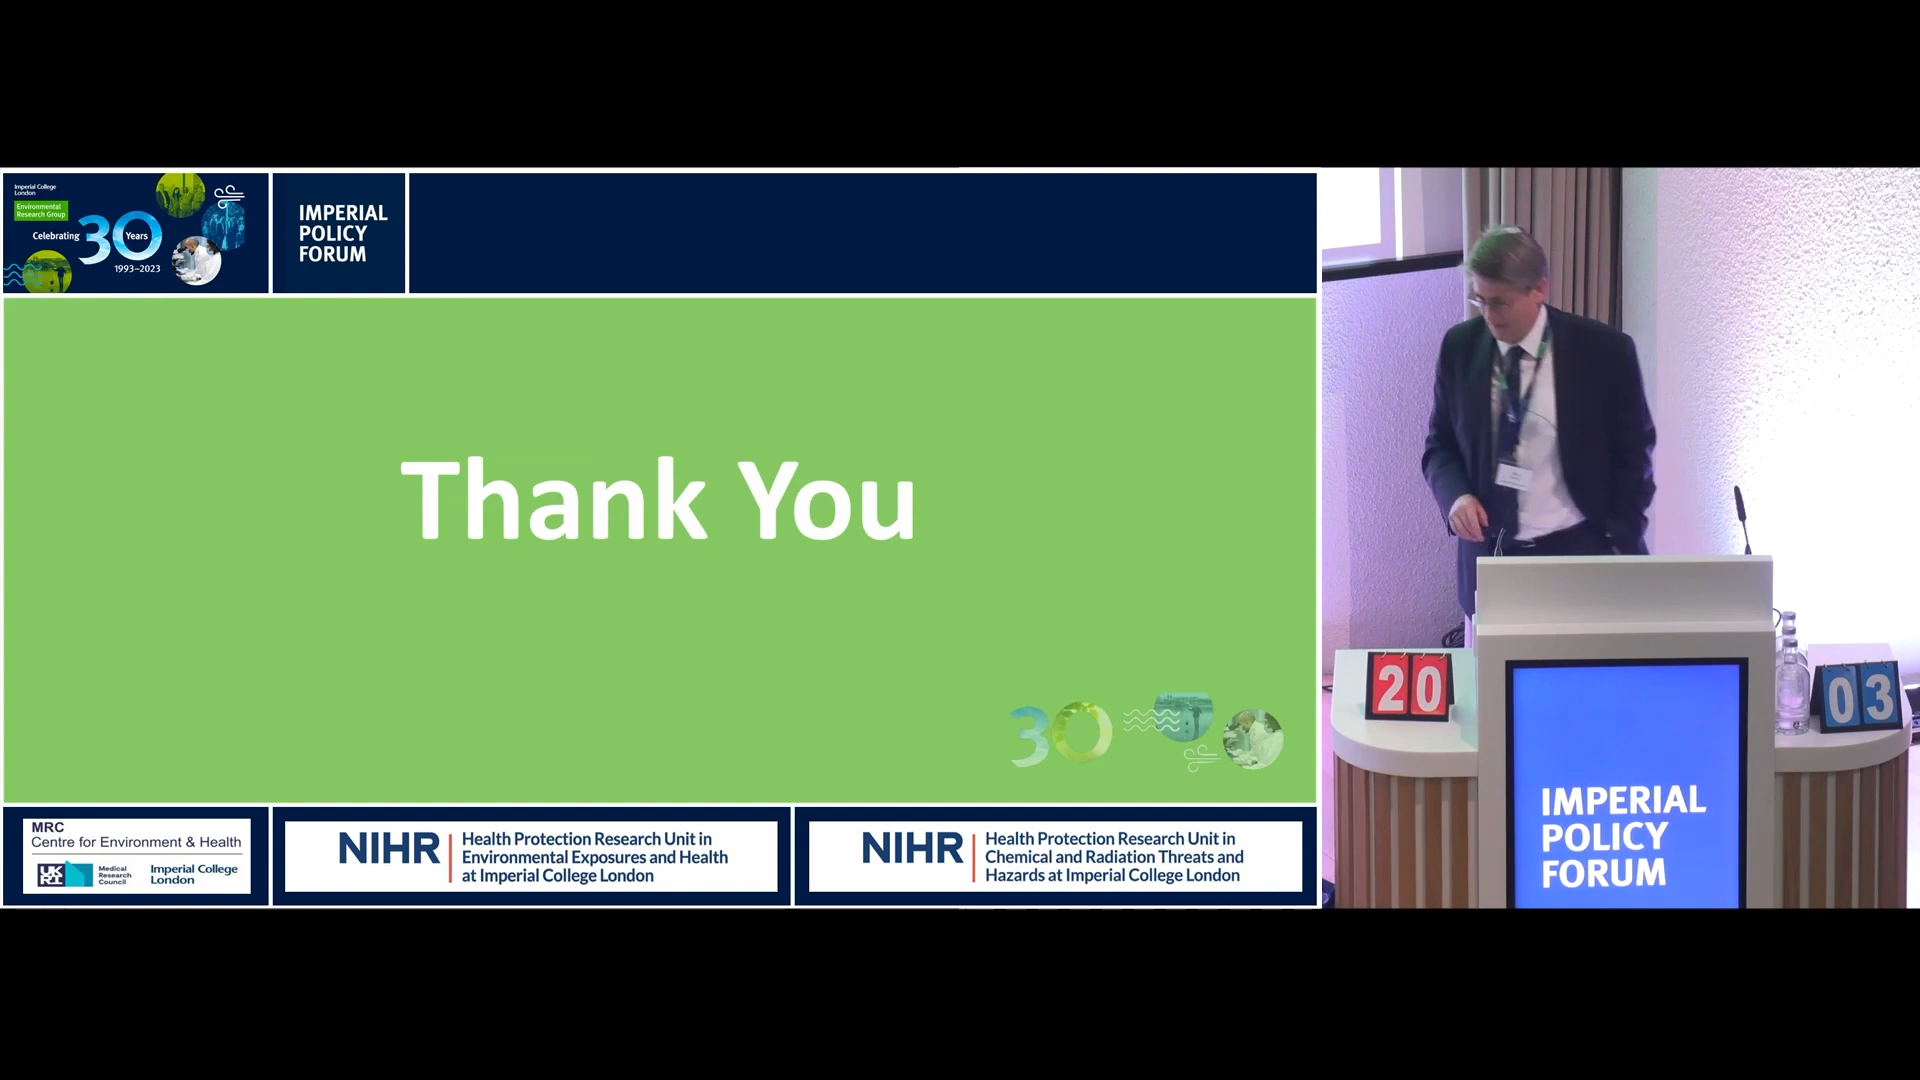 Imperial College
London
Environmental
Research Group
Celebrating
30
Years
1993–2023
IMPERIAL
POLICY
FORUM
Thank You
30
MRC
Centre for Environment & Health
UKRI
Medical
Research
Council
Imperial College
London
NIHR
Health Protection Research Unit in
Environmental Exposures and Health
at Imperial College London
NIHR
Health Protection Research Unit in
Chemical and Radiation Threats and
Hazards at Imperial College London
20
03
IMPERIAL
POLICY
FORUM